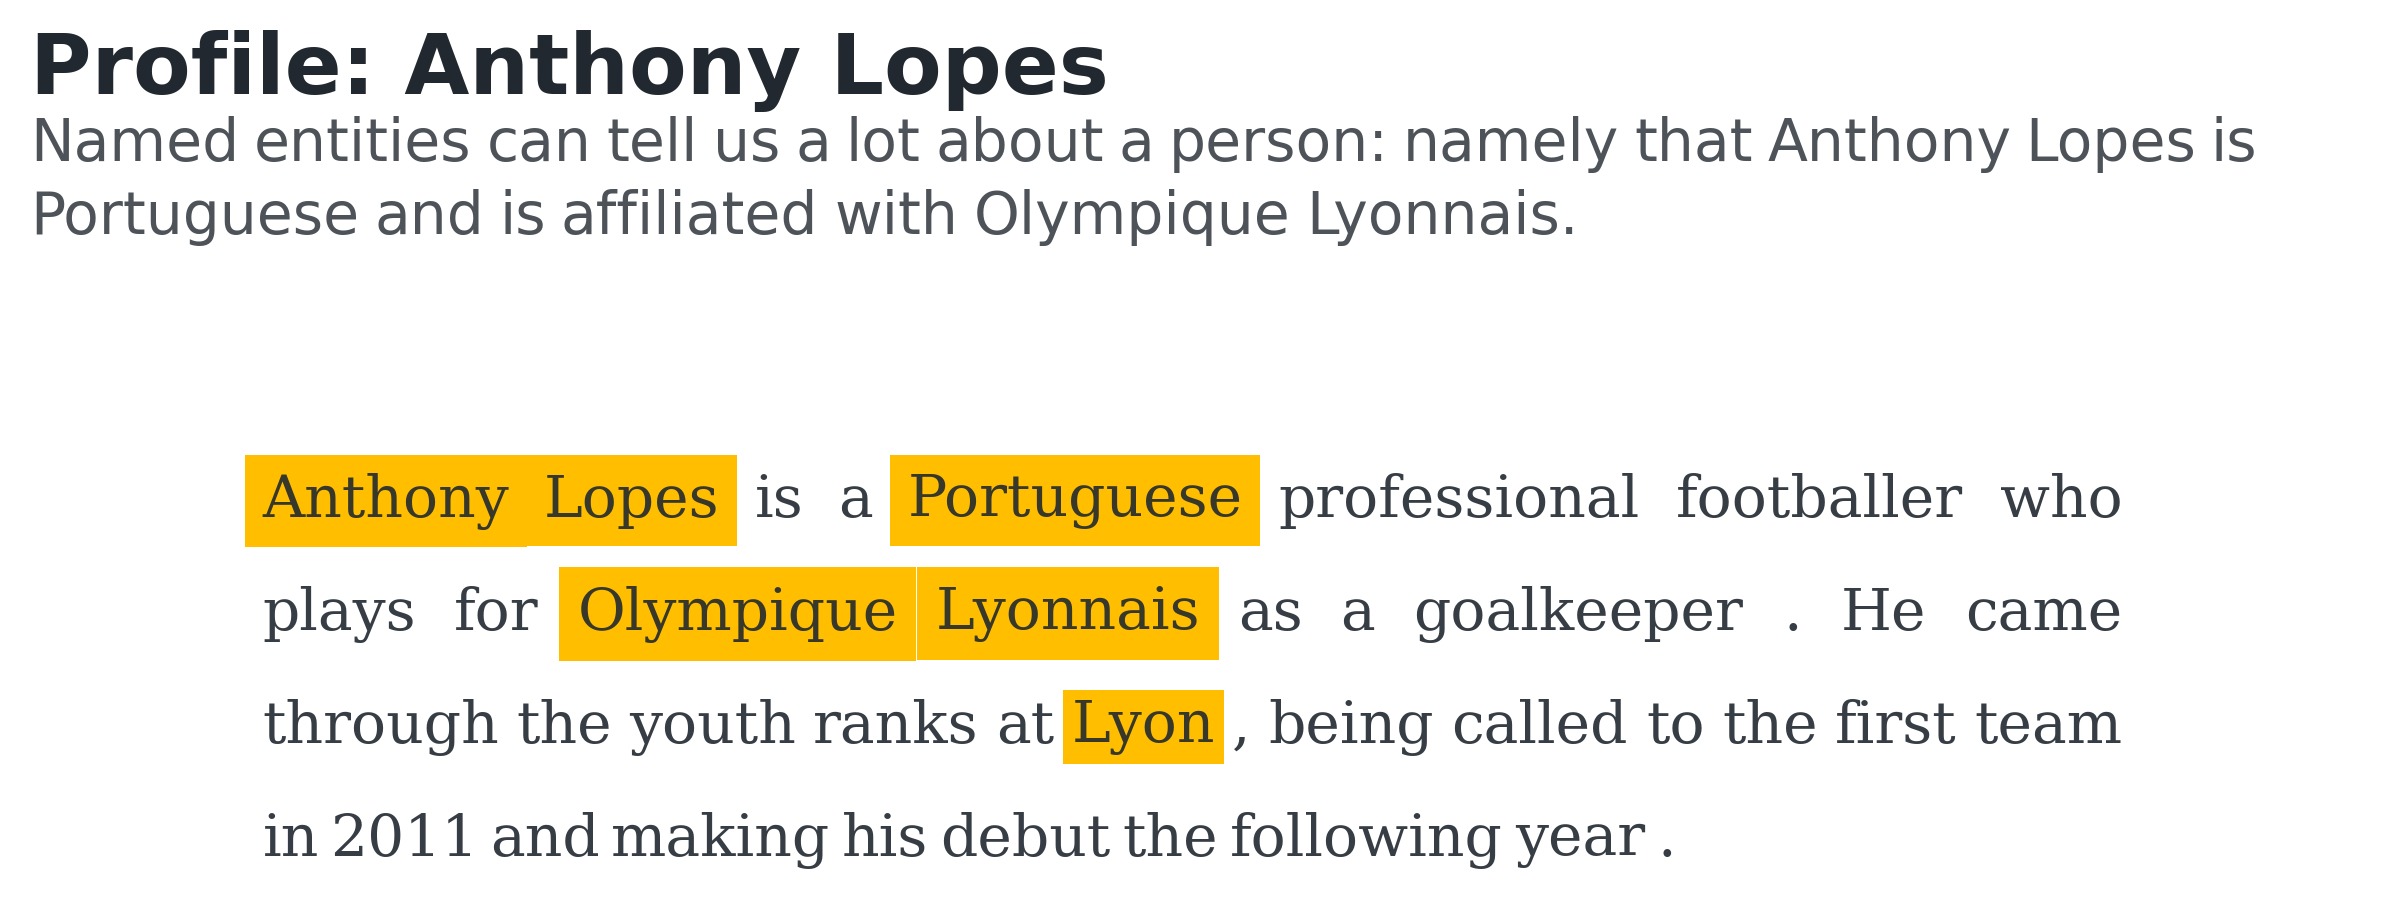 Profile: Anthony Lopes
Named entities can tell us a lot about a person: namely that Anthony Lopes is
Portuguese and is affiliated with Olympique Lyonnais.
Anthony Lopes is a Portuguese professional footballer who
plays for Olympique Lyonnais as a goalkeeper . He came
through the youth ranks at Lyon , being called to the first team
in 2011 and making his debut the following year .